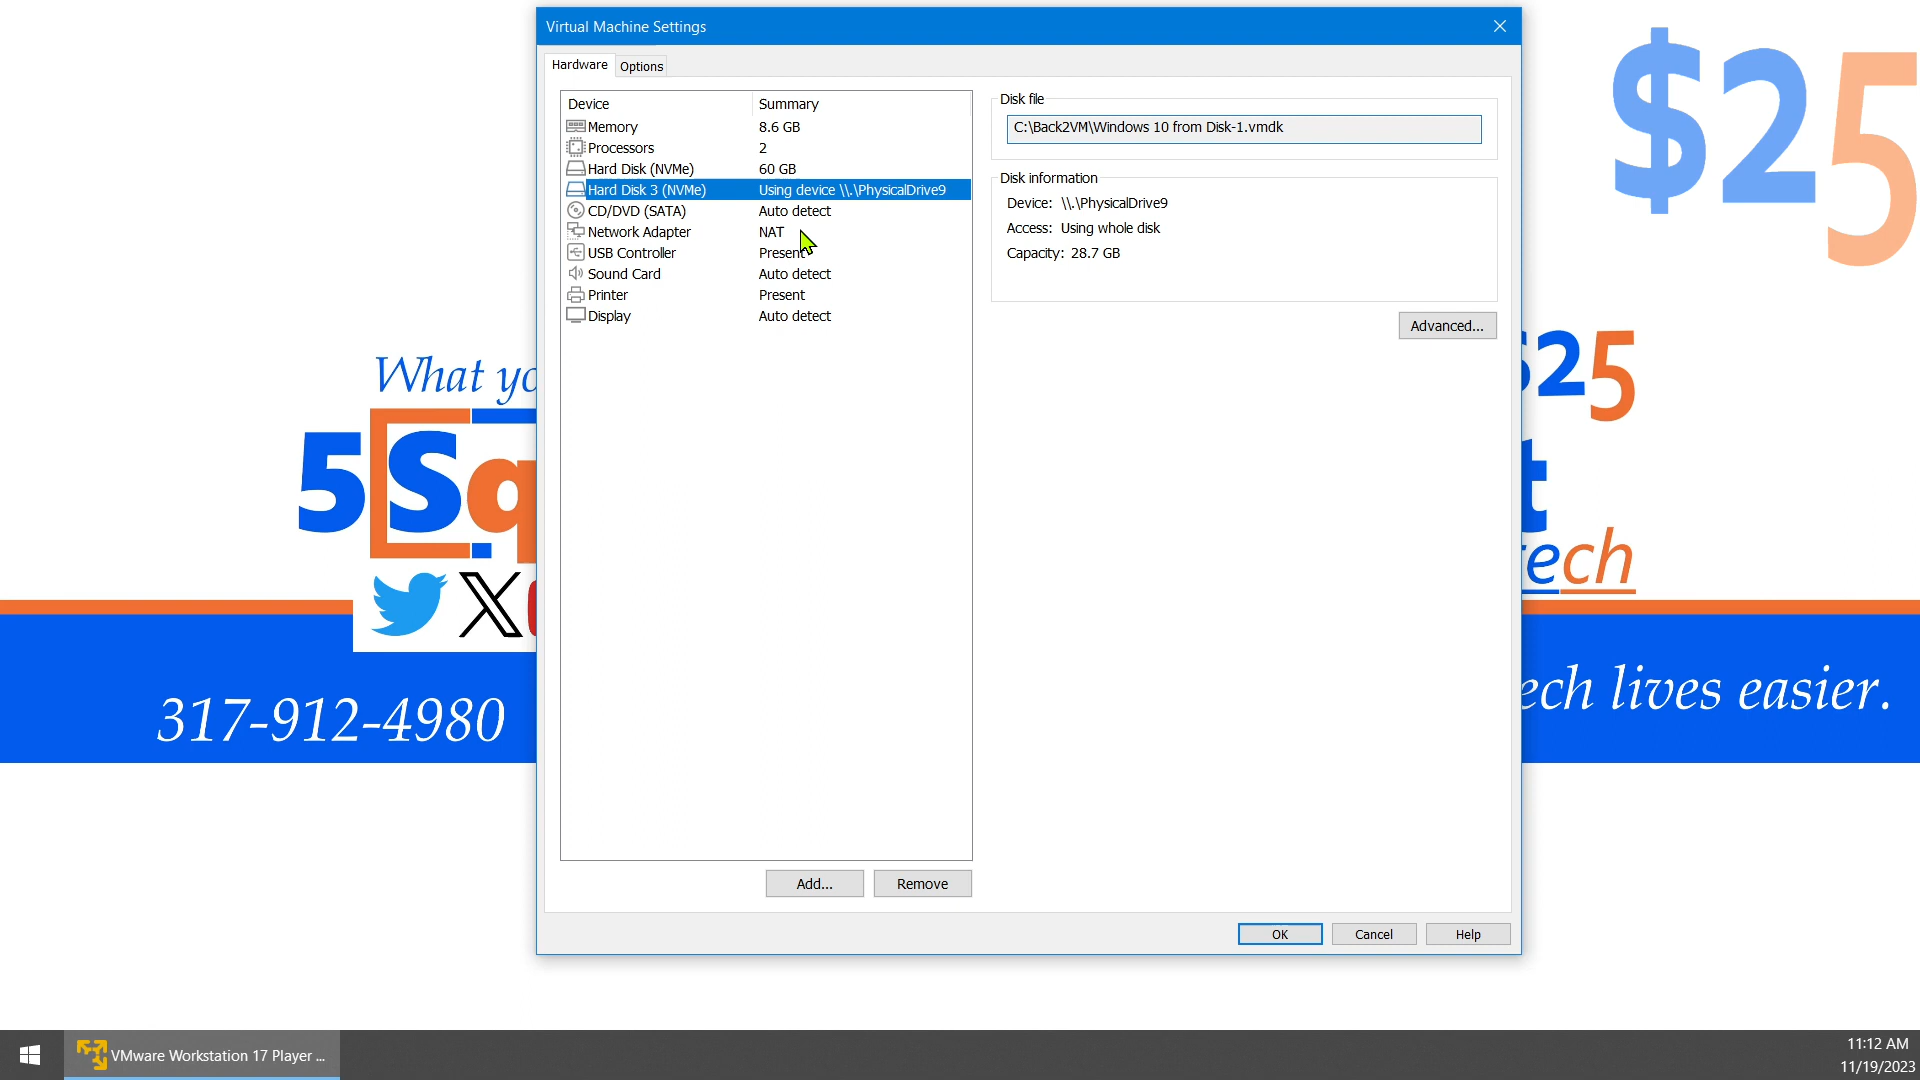 Virtual Machine Settings
Hardware
Options
Device Summary
Memory 8.6 GB
Processors 2
Hard Disk (NVMe) 60 GB
Hard Disk 3 (NVMe) Using device \\.\PhysicalDrive9
CD/DVD (SATA) Auto detect
Network Adapter NAT
USB Controller Present
Sound Card Auto detect
Printer Present
Display Auto detect
Add...
Remove
Disk file
C:\Back2VM\Windows 10 from Disk-1.vmdk
Disk information
Device: \\.\PhysicalDrive9
Access: Using whole disk
Capacity: 28.7 GB
Advanced...
OK
Cancel
Help
$25
What yo
$25
5Sq
t
ech
317-912-4980
ech lives easier.
VMware Workstation 17 Player ...
11:12 AM
11/19/2023